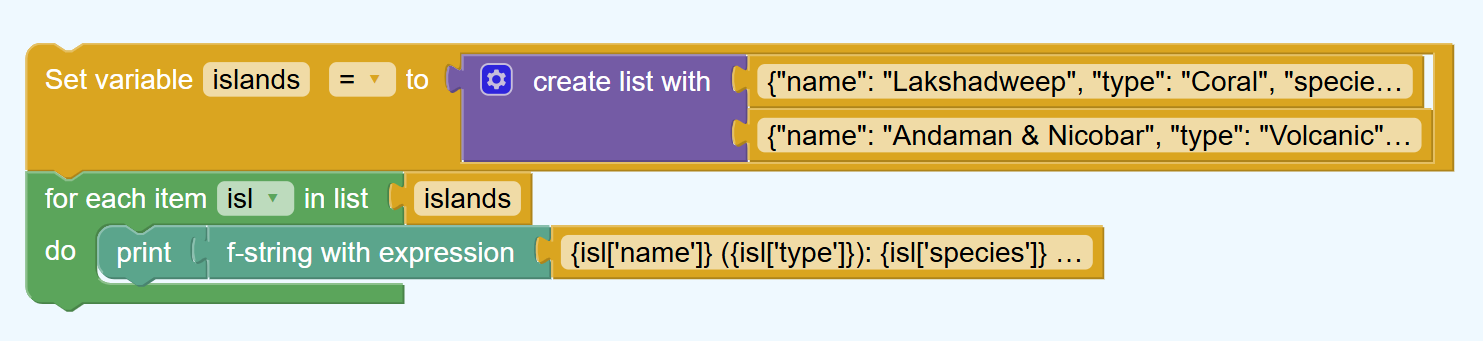 Set variable islands = to create list with {"name": "Lakshadweep", "type": "Coral", "specie…
{"name": "Andaman & Nicobar", "type": "Volcanic"…
for each item isl in list islands
do print f-string with expression {isl['name']} ({isl['type']}): {isl['species']} …